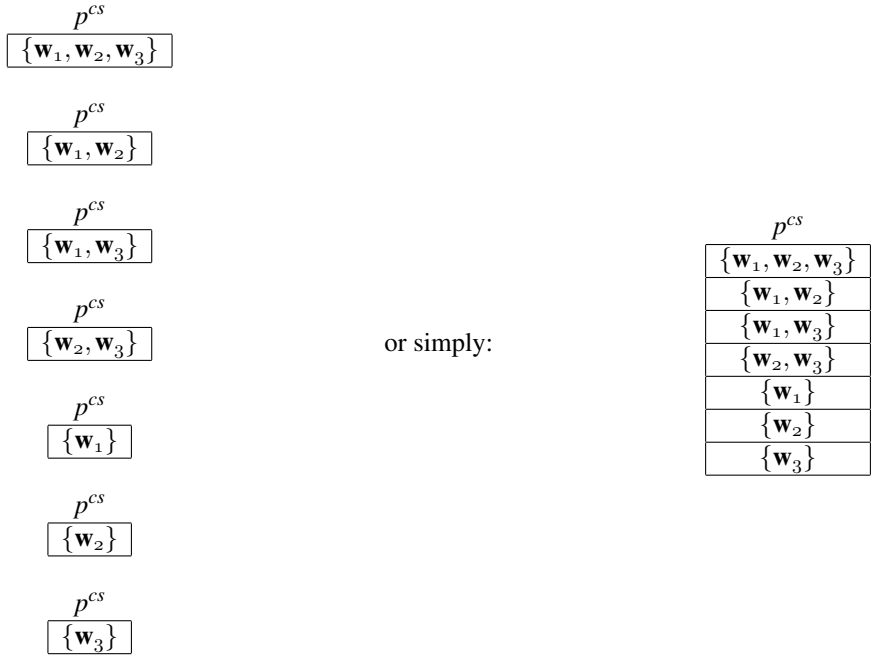 p^{cs}
{w₁, w₂, w₃}
p^{cs}
{w₁, w₂}
p^{cs}
{w₁, w₃}
p^{cs}
{w₂, w₃}
p^{cs}
{w₁}
p^{cs}
{w₂}
p^{cs}
{w₃}
or simply:
p^{cs}
{w₁, w₂, w₃}
{w₁, w₂}
{w₁, w₃}
{w₂, w₃}
{w₁}
{w₂}
{w₃}